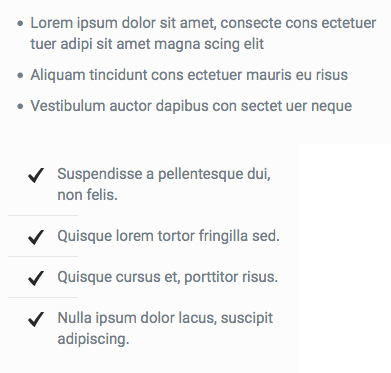 Lorem ipsum dolor sit amet, consecte cons ectetuer
tuer adipi sit amet magna scing elit
Aliquam tincidunt cons ectetuer mauris eu risus
Vestibulum auctor dapibus con sectet uer neque
Suspendisse a pellentesque dui,
non felis.
Quisque lorem tortor fringilla sed.
Quisque cursus et, porttitor risus.
Nulla ipsum dolor lacus, suscipit
adipiscing.